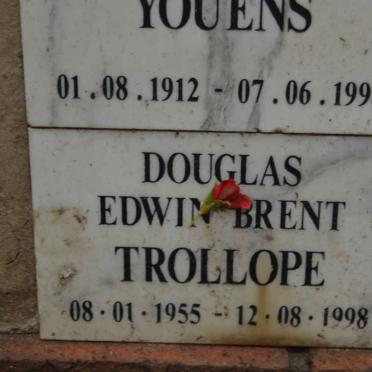 YOUENS
01.08.1912 - 07.06.199
DOUGLAS
EDWIN BRENT
TROLLOPE
08·01·1955 - 12·08·1998